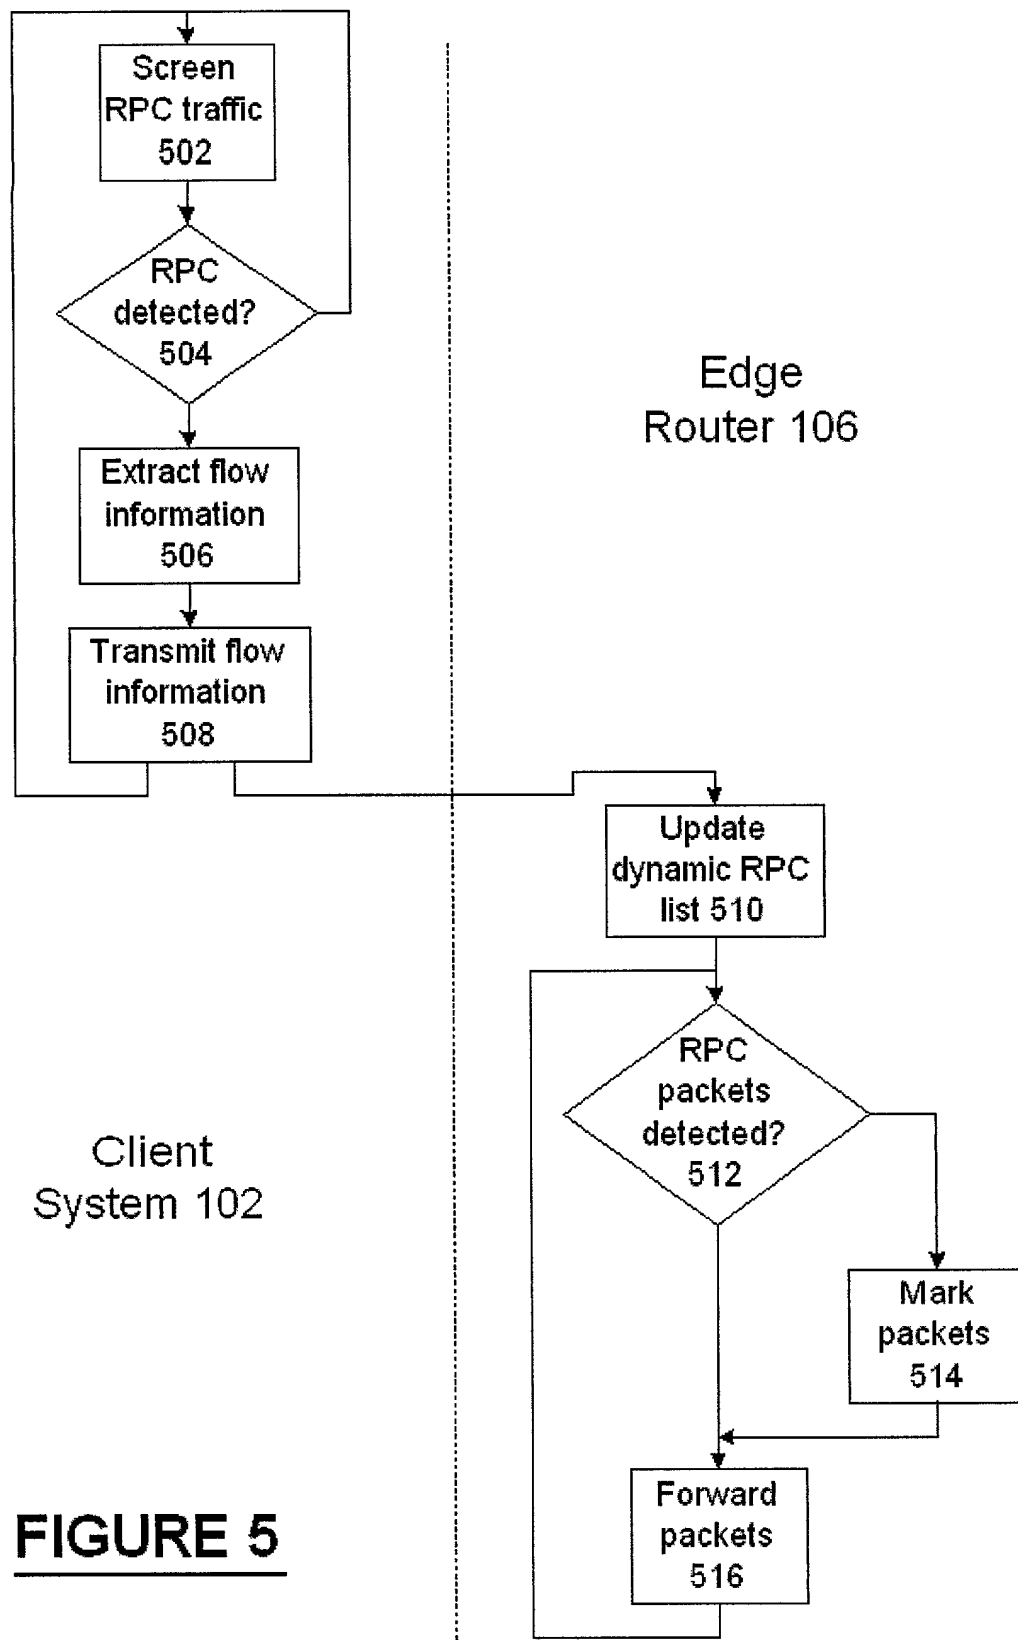 Screen
RPC traffic
502
RPC
detected?
504
Extract flow
information
506
Transmit flow
information
508
Edge
Router 106
Update
dynamic RPC
list 510
RPC
packets
detected?
512
Client
System 102
Mark
packets
514
Forward
packets
516
FIGURE 5